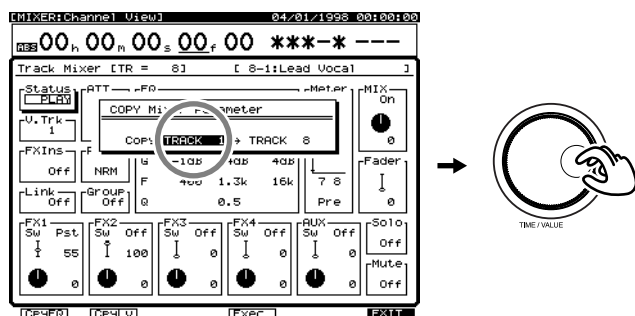 [MIXER:Channel View] 04/01/1998 00:00:00
ABS 00h 00m 00s 00f 00 ***-* ---
Track Mixer [TR = 8] [ 8-1:Lead Vocal ]
Status ATT EQ Meter MIX
PLAY On
COPY Mixer Parameter
V.Trk
1 0
Copy TRACK 1 → TRACK 8
FXIns
Off NRM G -1dB 4dB 4dB Fader
F 400 1.3k 16k 7 8
Link Group
Off Off Q 0.5 Pre 0
FX1 FX2 FX3 FX4 AUX Solo
Sw Pst Sw Off Sw Off Sw Off Sw Off Off
55 100 0 0 0 Mute
0 0 0 0 0 Off
CpyEQ CpyLv Exec EXIT
TIME / VALUE